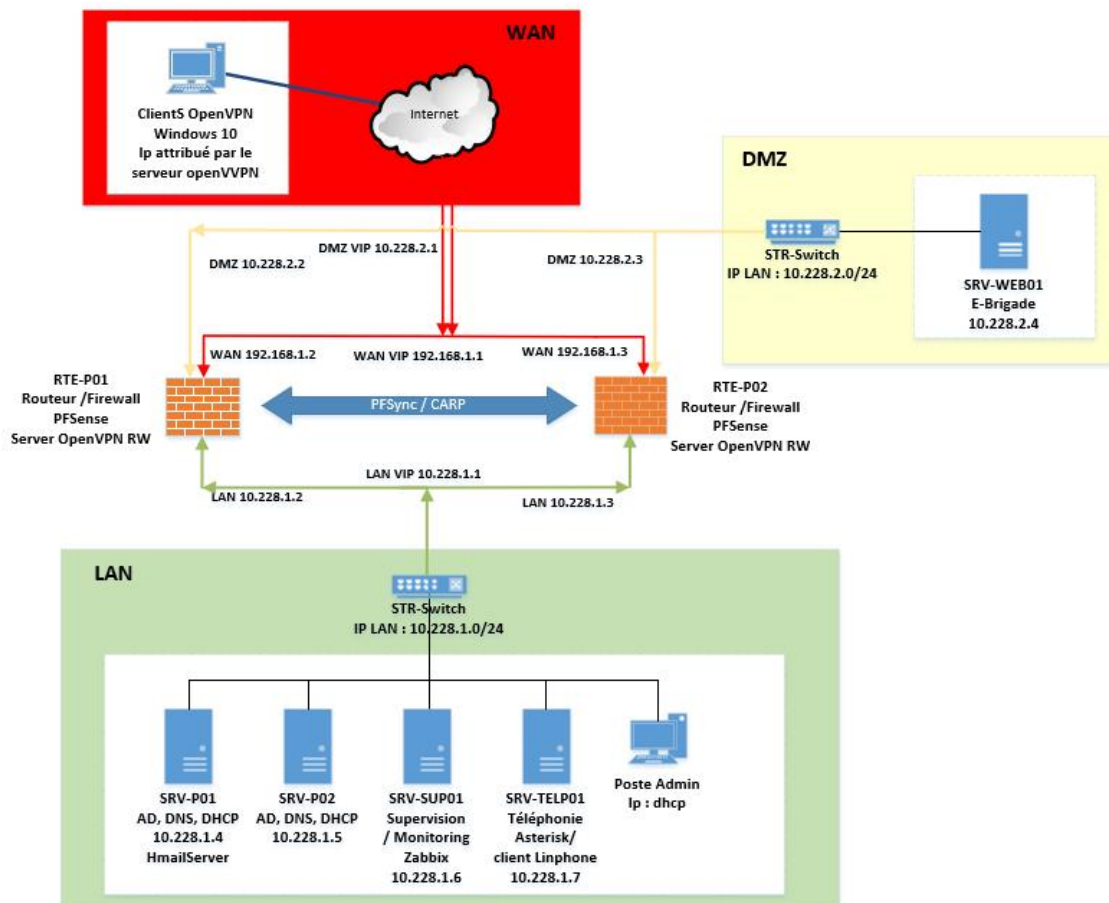 WAN
ClientS OpenVPN
Windows 10
Ip attribué par le
serveur openVVPN
Internet
DMZ
STR-Switch
IP LAN : 10.228.2.0/24
SRV-WEB01
E-Brigade
10.228.2.4
DMZ VIP 10.228.2.1
DMZ 10.228.2.2
DMZ 10.228.2.3
WAN 192.168.1.2
WAN VIP 192.168.1.1
WAN 192.168.1.3
RTE-P01
Routeur /Firewall
PFSense
Server OpenVPN RW
PFSync / CARP
RTE-P02
Routeur /Firewall
PFSense
Server OpenVPN RW
LAN VIP 10.228.1.1
LAN 10.228.1.2
LAN 10.228.1.3
LAN
STR-Switch
IP LAN : 10.228.1.0/24
SRV-P01
AD, DNS, DHCP
10.228.1.4
HmailServer
SRV-P02
AD, DNS, DHCP
10.228.1.5
SRV-SUP01
Supervision
/ Monitoring
Zabbix
10.228.1.6
SRV-TELP01
Téléphonie
Asterisk/
client Linphone
10.228.1.7
Poste Admin
Ip : dhcp